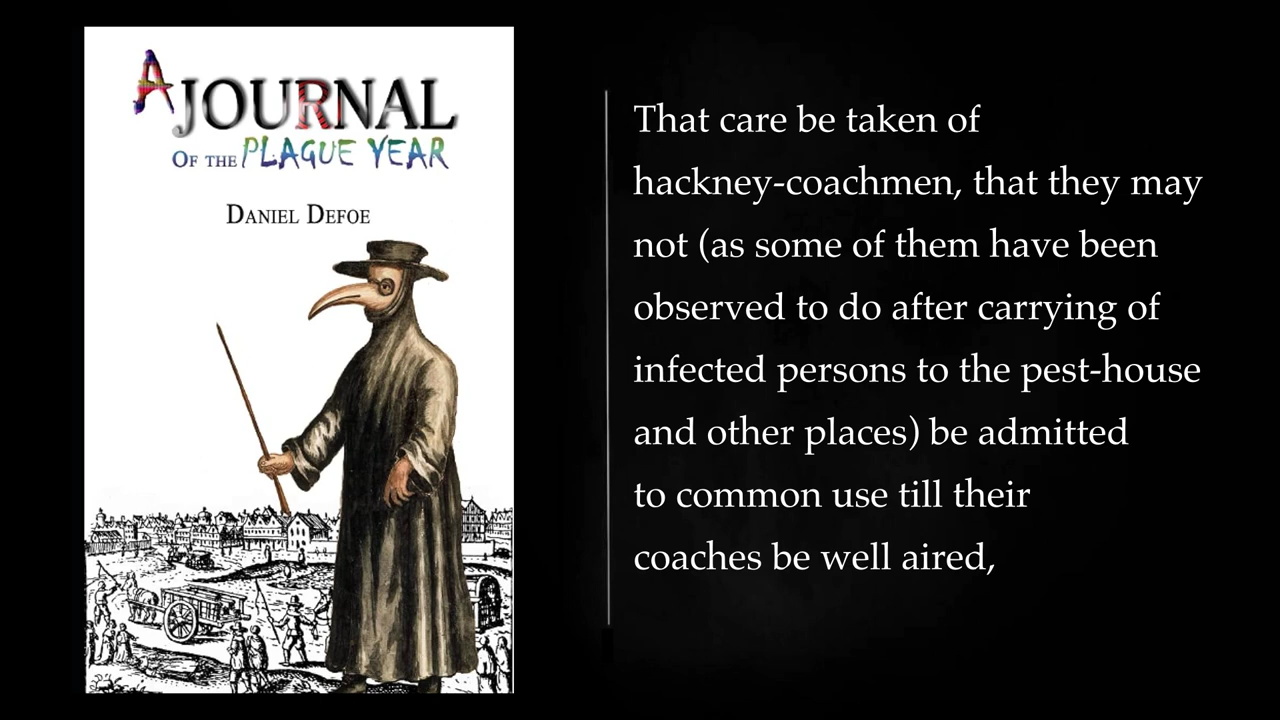 A JOURNAL
OF THE PLAGUE YEAR
DANIEL DEFOE
That care be taken of
hackney-coachmen, that they may
not (as some of them have been
observed to do after carrying of
infected persons to the pest-house
and other places) be admitted
to common use till their
coaches be well aired,